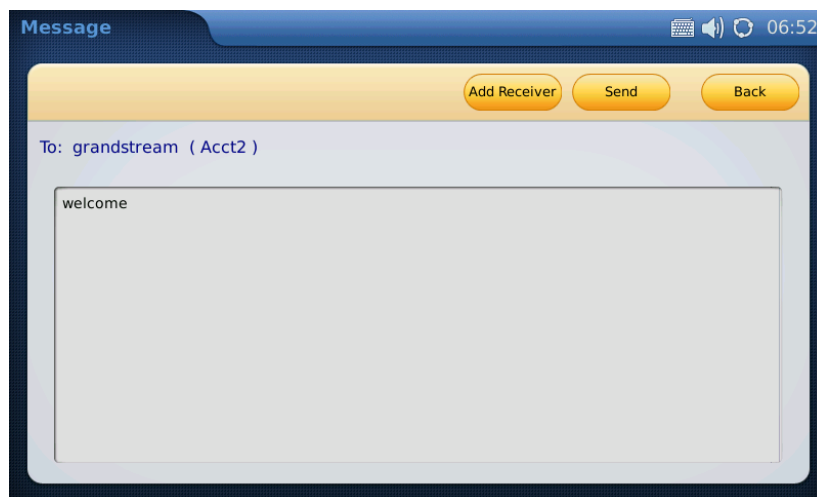 Message 06:52
Add Receiver Send Back
To: grandstream ( Acct2 )
welcome